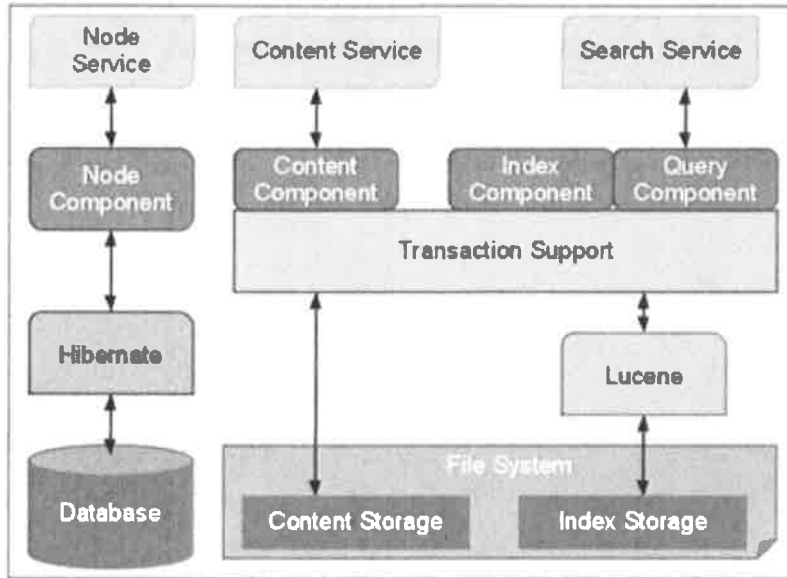 Node
Service
Content Service
Search Service
Node
Component
Content
Component
Index
Component
Query
Component
Transaction Support
Hibernate
Lucene
File System
Database
Content Storage
Index Storage